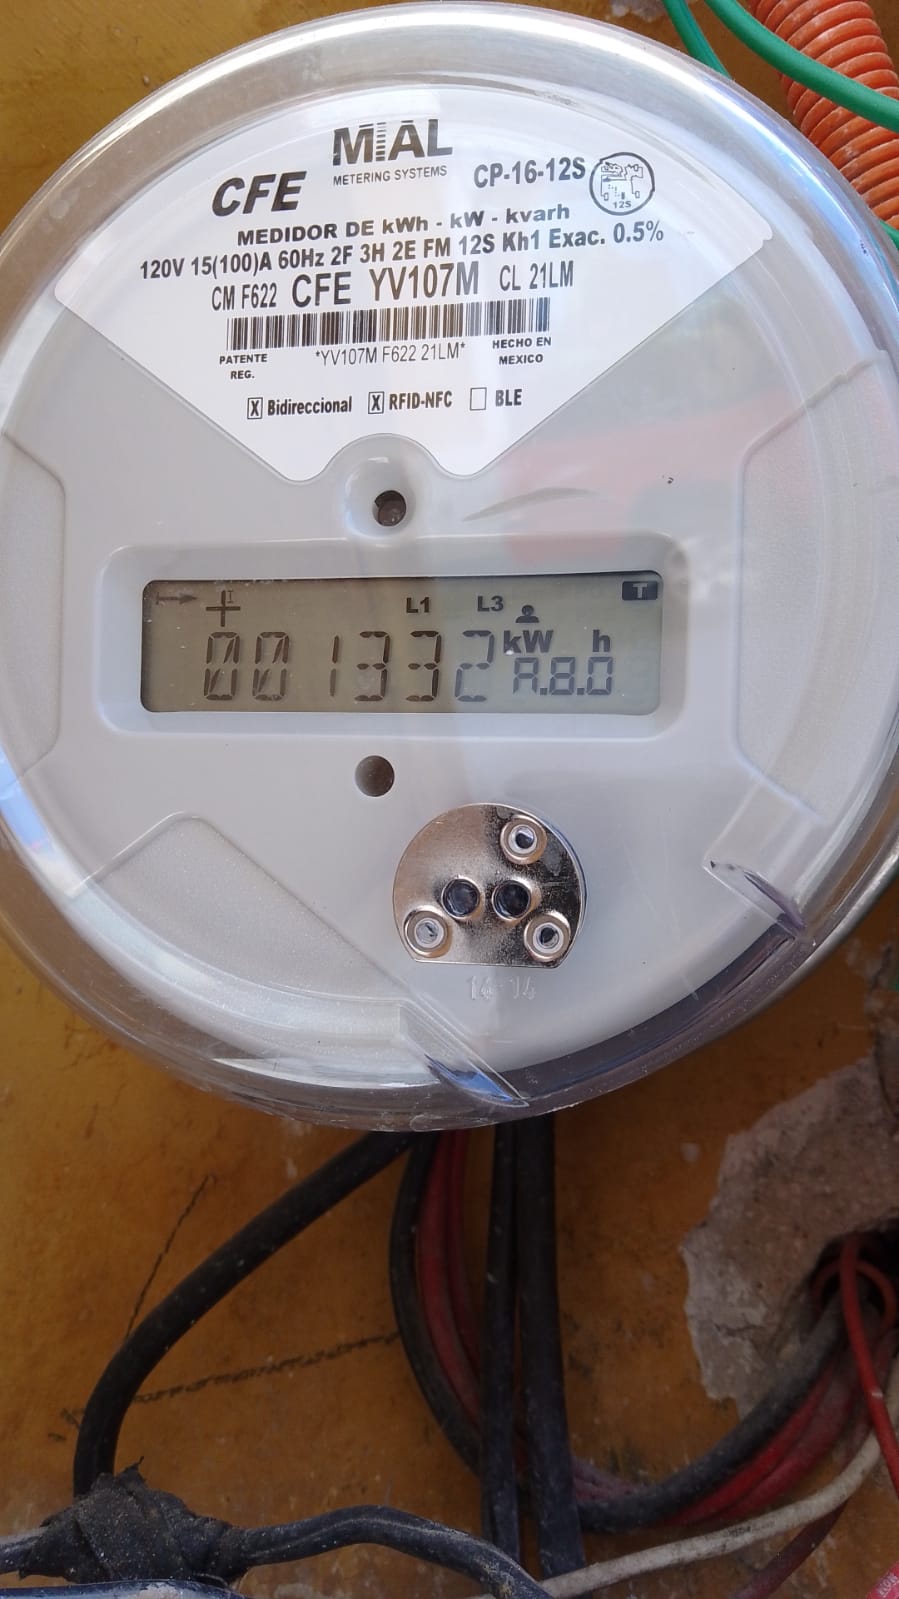 MIAL
METERING SYSTEMS
CFE
CP-16-12S
12S
MEDIDOR DE kWh - kW - kvarh
120V 15(100)A 60Hz 2F 3H 2E FM 12S Kh1 Exac. 0.5%
CM F622 CFE YV107M CL 21LM
PATENTE REG.
*YV107M F622 21LM*
HECHO EN MEXICO
X Bidireccional X RFID-NFC BLE
L1 L3 T
001332 kW h
A.8.0
14 14